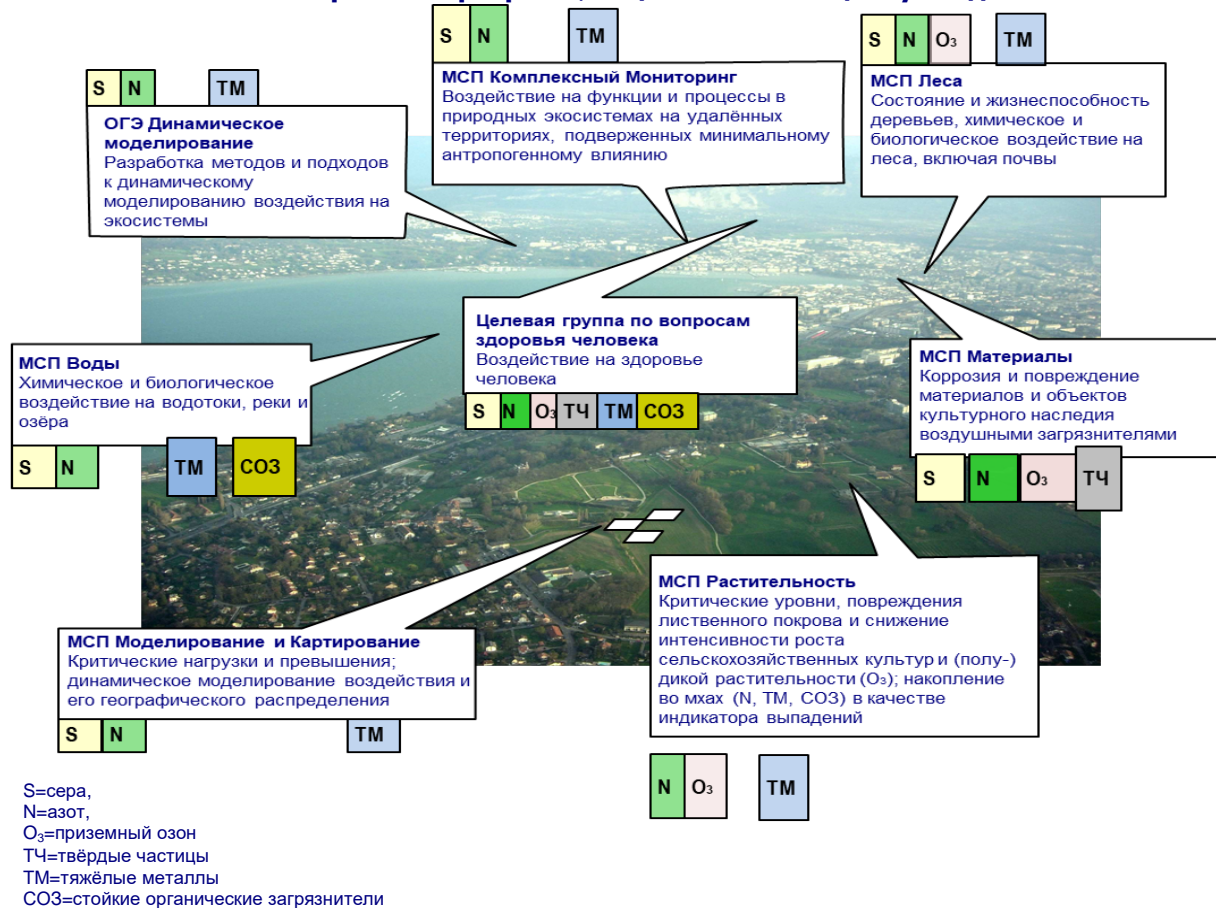 S N ТМ
МСП Комплексный Мониторинг
Воздействие на функции и процессы в
природных экосистемах на удалённых
территориях, подверженных минимальному
антропогенному влиянию
S N O₃ ТМ
МСП Леса
Состояние и жизнеспособность
деревьев, химическое и
биологическое воздействие на
леса, включая почвы
S N ТМ
ОГЭ Динамическое
моделирование
Разработка методов и подходов
к динамическому
моделированию воздействия на
экосистемы
Целевая группа по вопросам
здоровья человека
Воздействие на здоровье
человека
S N O₃ ТЧ ТМ СОЗ
МСП Воды
Химическое и биологическое
воздействие на водотоки, реки и
озёра
S N ТМ СОЗ
МСП Материалы
Коррозия и повреждение
материалов и объектов
культурного наследия
воздушными загрязнителями
S N O₃ ТЧ
МСП Моделирование и Картирование
Критические нагрузки и превышения;
динамическое моделирование воздействия и
его географического распределения
S N ТМ
МСП Растительность
Критические уровни, повреждения
лиственного покрова и снижение
интенсивности роста
сельскохозяйственных культур и (полу-)
дикой растительности (O₃); накопление
во мхах (N, ТМ, СОЗ) в качестве
индикатора выпадений
N O₃ ТМ
S=сера,
N=азот,
O₃=приземный озон
ТЧ=твёрдые частицы
ТМ=тяжёлые металлы
СОЗ=стойкие органические загрязнители